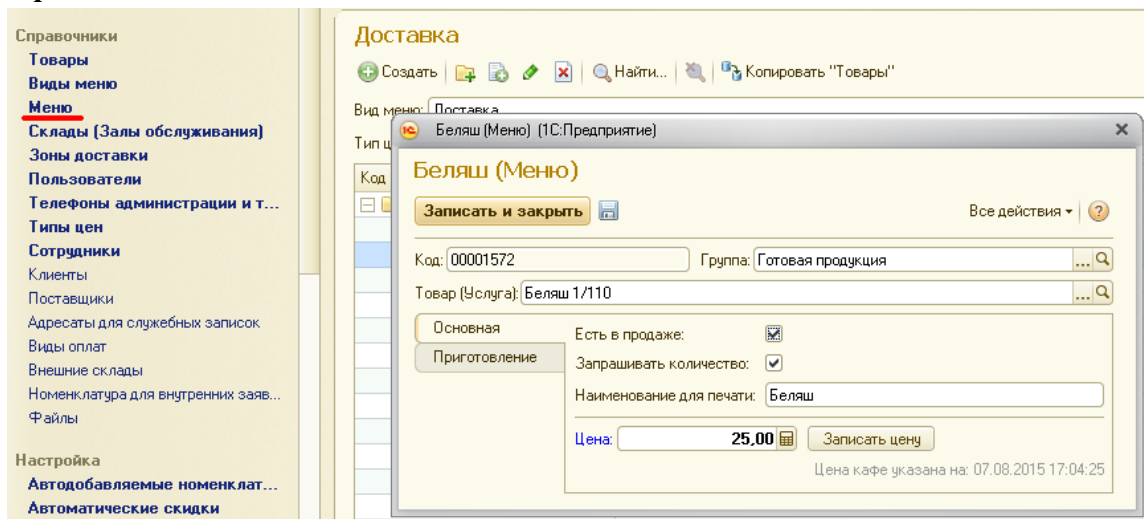 Справочники
Товары
Виды меню
Меню
Склады (Залы обслуживания)
Зоны доставки
Пользователи
Телефоны администрации и т...
Типы цен
Сотрудники
Клиенты
Поставщики
Адресаты для служебных записок
Виды оплат
Внешние склады
Номенклатура для внутренних заяв...
Файлы
Настройка
Автодобавляемые номенклат...
Автоматические скидки
Доставка
Создать Найти... Копировать "Товары"
Вид меню: Доставка
Тип ц
Код
Беляш (Меню) (1С:Предприятие)
Беляш (Меню)
Записать и закрыть Все действия
Код: 00001572 Группа: Готовая продукция ...
Товар (Услуга): Беляш 1/110 ...
Основная
Приготовление
Есть в продаже:
Запрашивать количество:
Наименование для печати: Беляш
Цена: 25,00 Записать цену
Цена кафе указана на: 07.08.2015 17:04:25